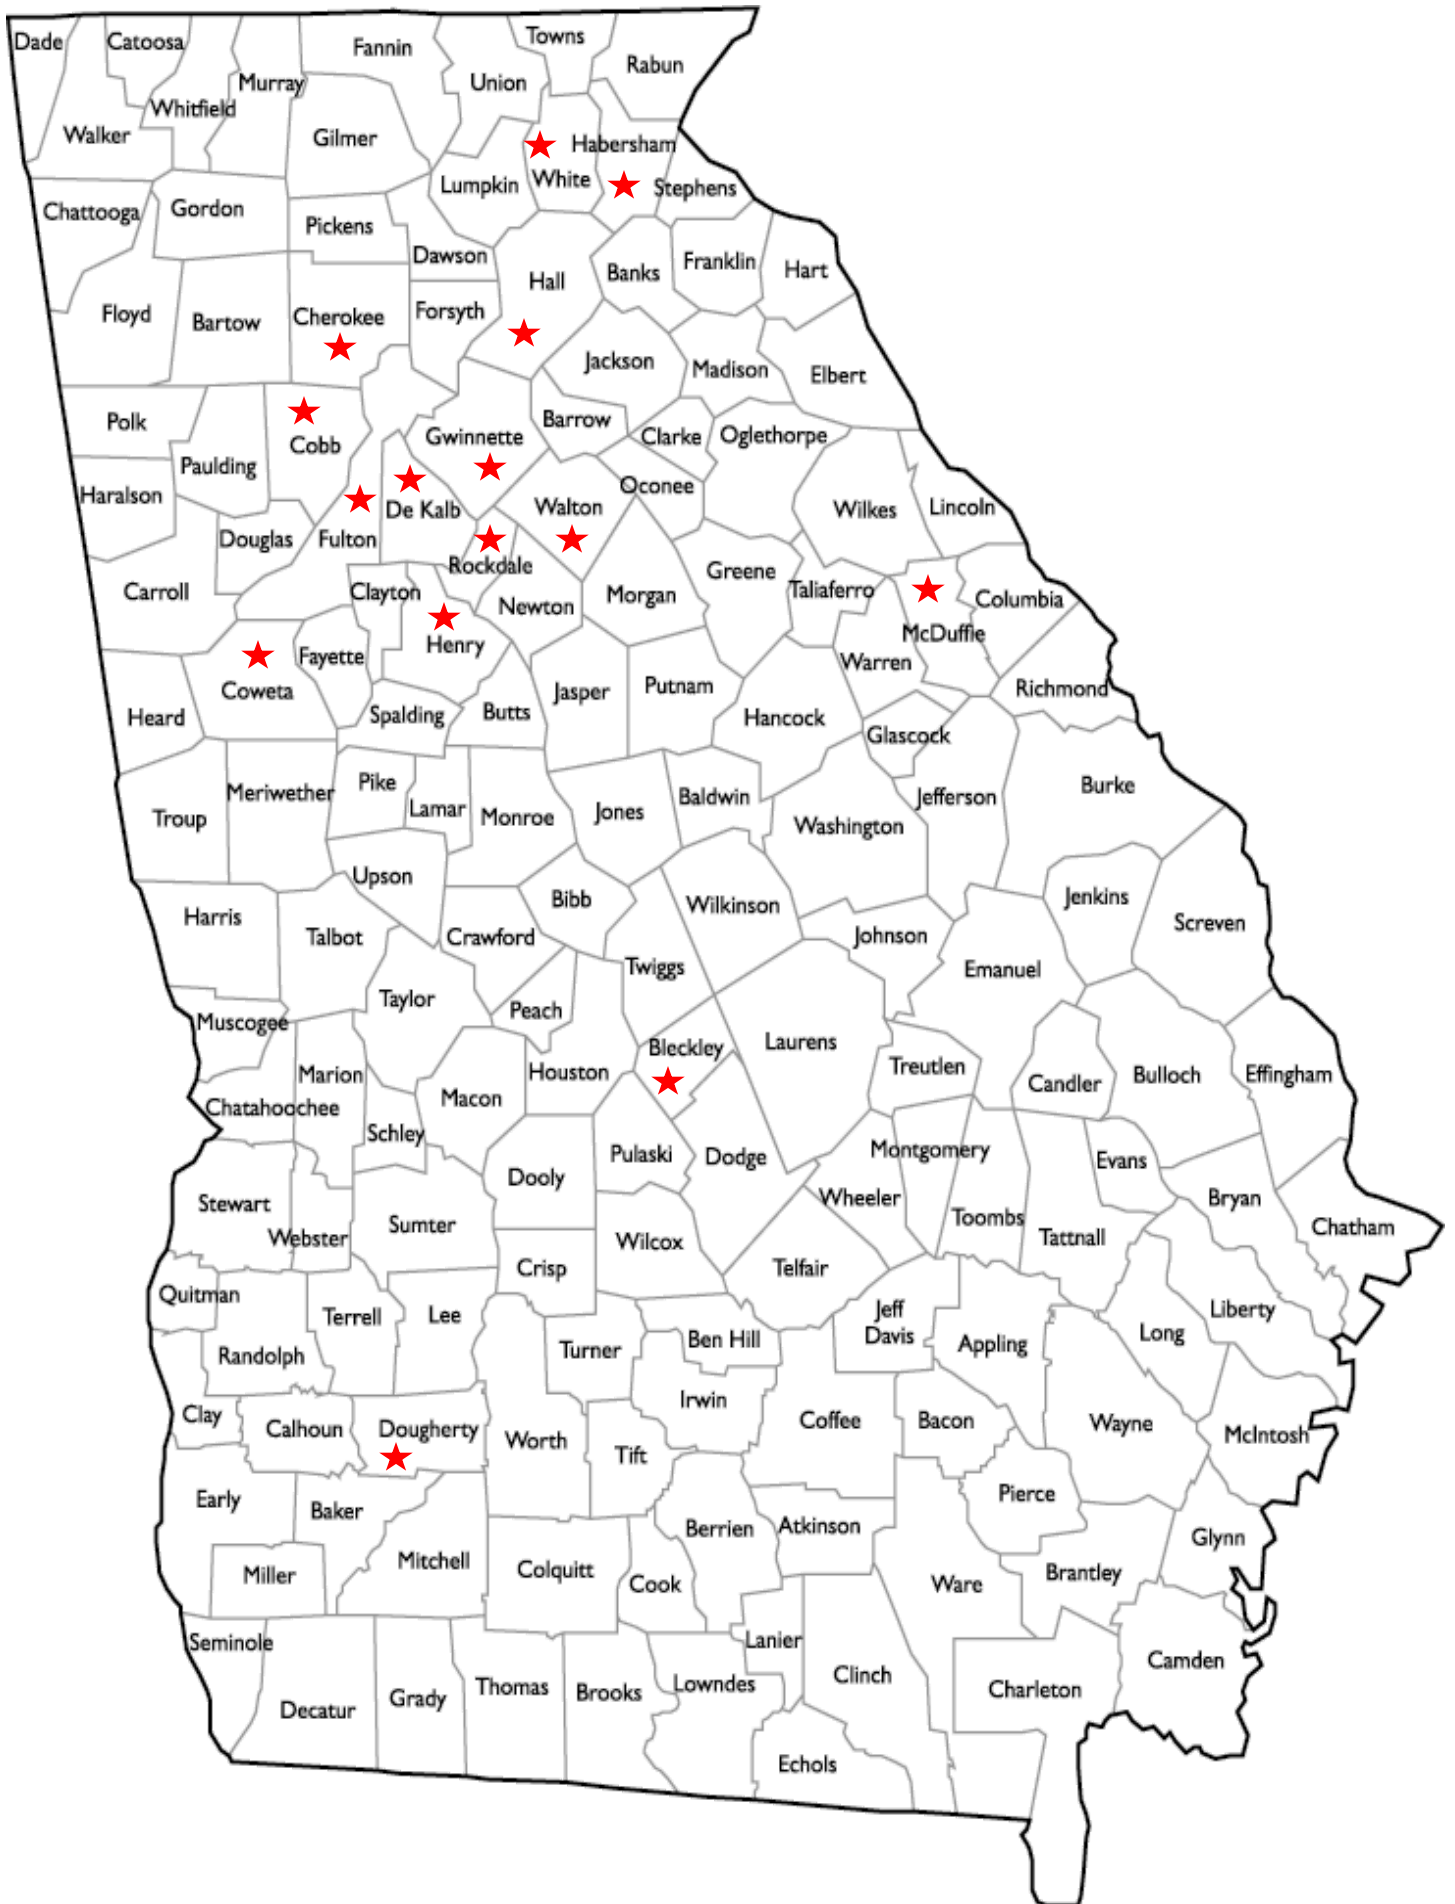 Dade
Catoosa
Fannin
Towns
Rabun
Union
Murray
Whitfield
Walker
Gilmer
Habersham
White
Lumpkin
Stephens
Chattooga
Gordon
Pickens
Dawson
Hall
Banks
Franklin
Hart
Floyd
Bartow
Cherokee
Forsyth
Jackson
Madison
Elbert
Polk
Cobb
Gwinnette
Barrow
Clarke
Oglethorpe
Paulding
Haralson
De Kalb
Walton
Oconee
Wilkes
Lincoln
Douglas
Fulton
Rockdale
Greene
Taliaferro
Carroll
Clayton
Newton
Morgan
Columbia
McDuffie
Henry
Fayette
Coweta
Warren
Jasper
Putnam
Richmond
Heard
Spalding
Butts
Hancock
Glascock
Pike
Meriwether
Lamar
Monroe
Jones
Baldwin
Jefferson
Burke
Troup
Washington
Upson
Bibb
Wilkinson
Jenkins
Harris
Talbot
Crawford
Johnson
Screven
Twiggs
Emanuel
Taylor
Peach
Muscogee
Bleckley
Laurens
Marion
Houston
Treutlen
Candler
Bulloch
Effingham
Macon
Chatahoochee
Schley
Pulaski
Dodge
Montgomery
Evans
Dooly
Stewart
Webster
Sumter
Wheeler
Toombs
Bryan
Chatham
Wilcox
Tattnall
Crisp
Telfair
Quitman
Terrell
Lee
Jeff
Davis
Liberty
Long
Randolph
Turner
Ben Hill
Appling
Irwin
Clay
Calhoun
Dougherty
Worth
Tift
Coffee
Bacon
Wayne
McIntosh
Early
Baker
Pierce
Berrien
Atkinson
Glynn
Miller
Mitchell
Colquitt
Cook
Ware
Brantley
Seminole
Lanier
Camden
Decatur
Grady
Thomas
Brooks
Lowndes
Clinch
Charleton
Echols